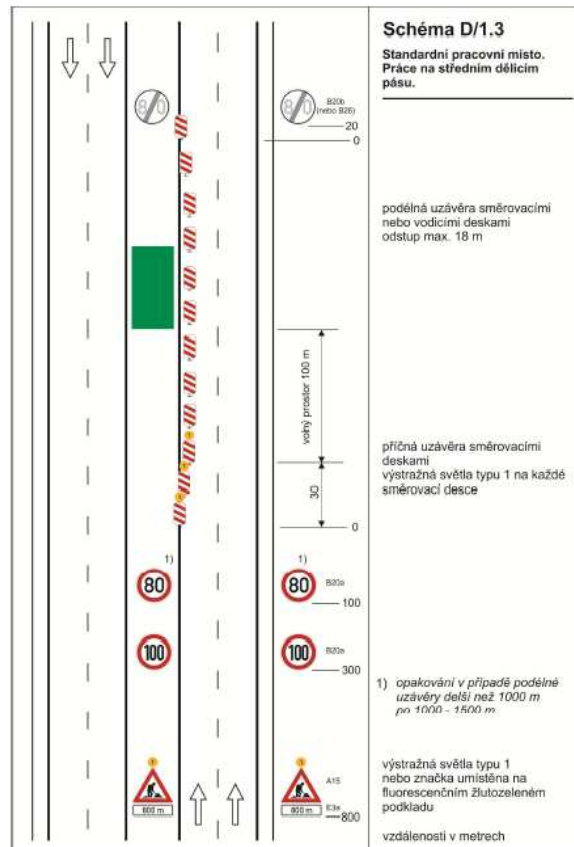 Schéma D/1.3
Standardní pracovní místo.
Práce na středním dělicím
pásu.
80
80
B20b
(nebo B26)
20
0
podélná uzávěra směrovacími
nebo vodicími deskami
odstup max. 18 m
volný prostor 100 m
příčná uzávěra směrovacími
deskami
výstražná světla typu 1 na každé
směrovací desce
30
0
1)
1)
80
80
B20a
100
100
100
B20a
300
1) opakování v případě podélné
uzávěry delší než 1000 m
po 1000 - 1500 m
výstražná světla typu 1
nebo značka umístěna na
fluorescenčním žlutozeleném
podkladu
A15
800 m
800 m
E3a
800
vzdálenosti v metrech